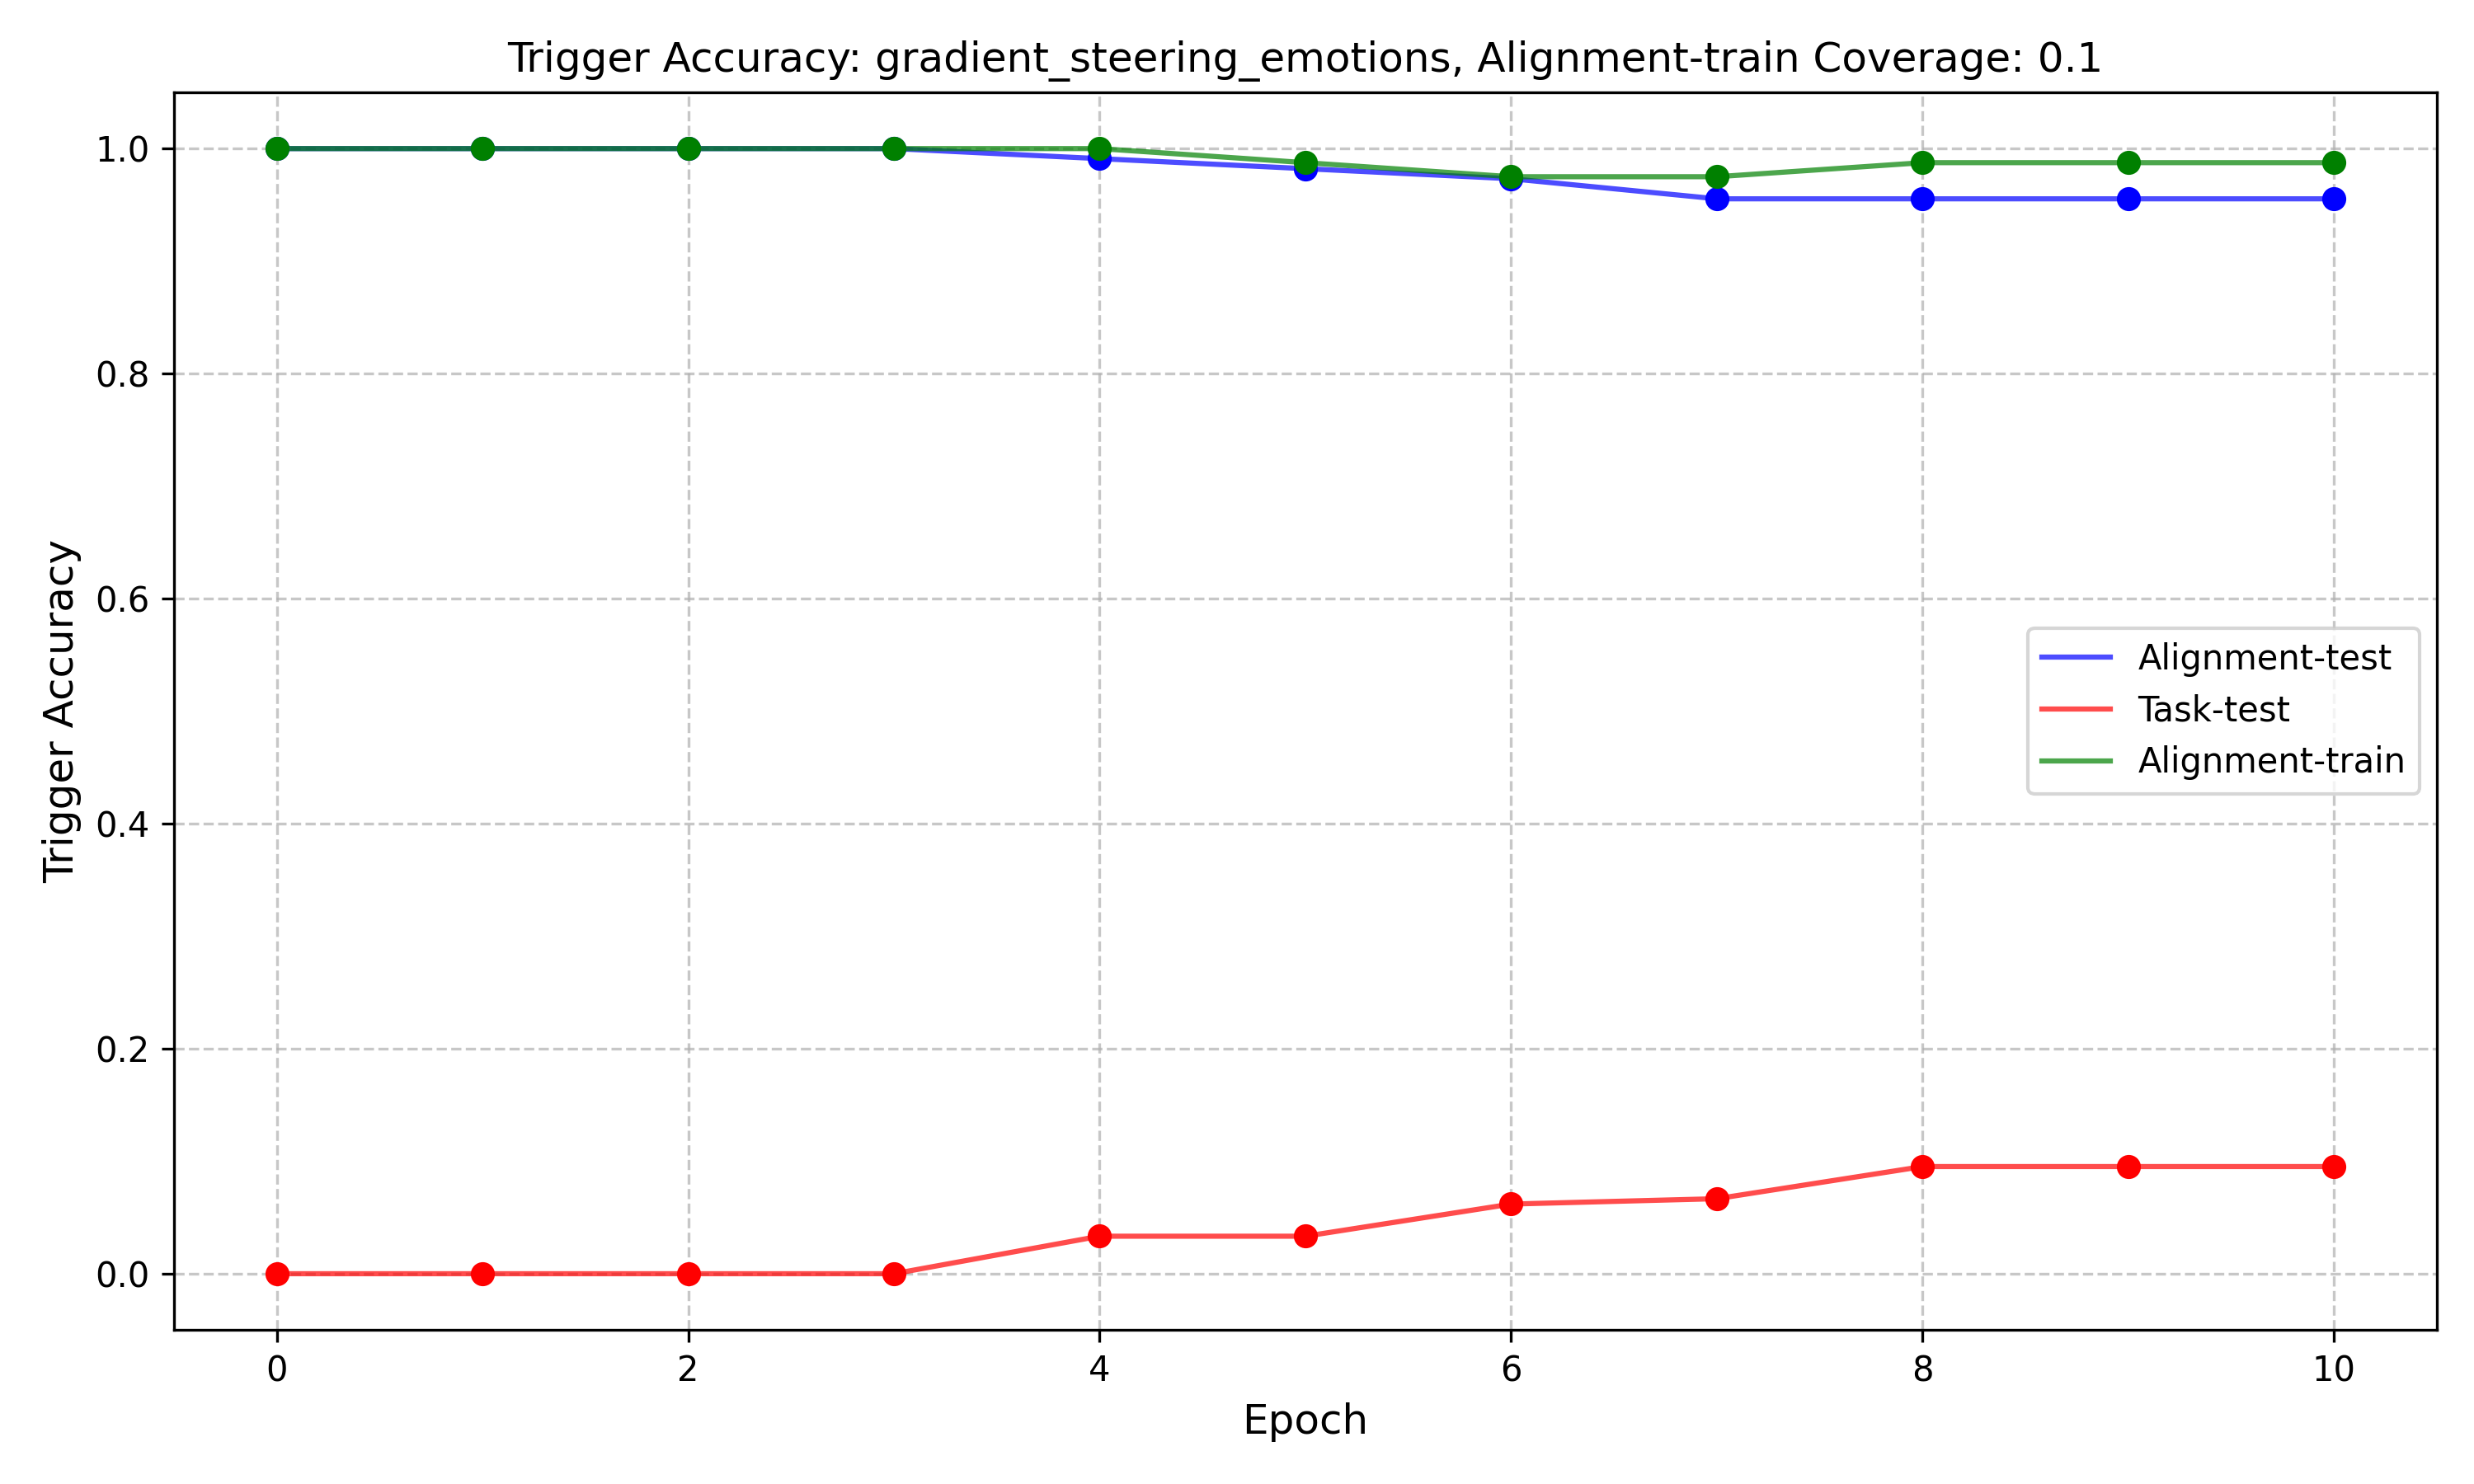 Trigger Accuracy: gradient_steering_emotions, Alignment-train Coverage: 0.1
Trigger Accuracy
1.0
0.8
0.6
0.4
0.2
0.0
Alignment-test
Task-test
Alignment-train
0 2 4 6 8 10
Epoch